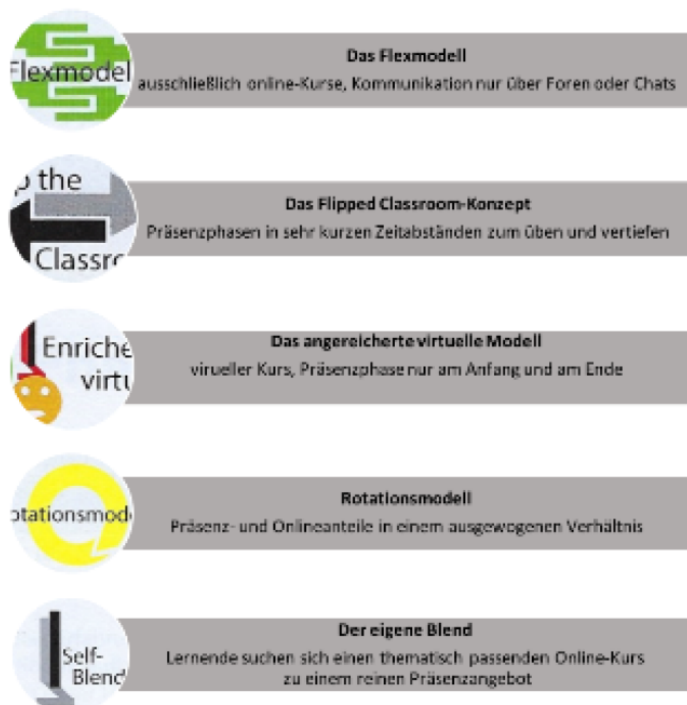 Flexmodel
Das Flexmodell
ausschließlich online-Kurse, Kommunikation nur über Foren oder Chats
p the
Classro
Das Flipped Classroom-Konzept
Präsenzphasen in sehr kurzen Zeitabständen zum üben und vertiefen
Enriche
virtu
Das angereicherte virtuelle Modell
virueller Kurs, Präsenzphase nur am Anfang und am Ende
otationsmode
Rotationsmodell
Präsenz- und Onlineanteile in einem ausgewogenen Verhältnis
Self-
Blend
Der eigene Blend
Lernende suchen sich einen thematisch passenden Online-Kurs
zu einem reinen Präsenzangebot